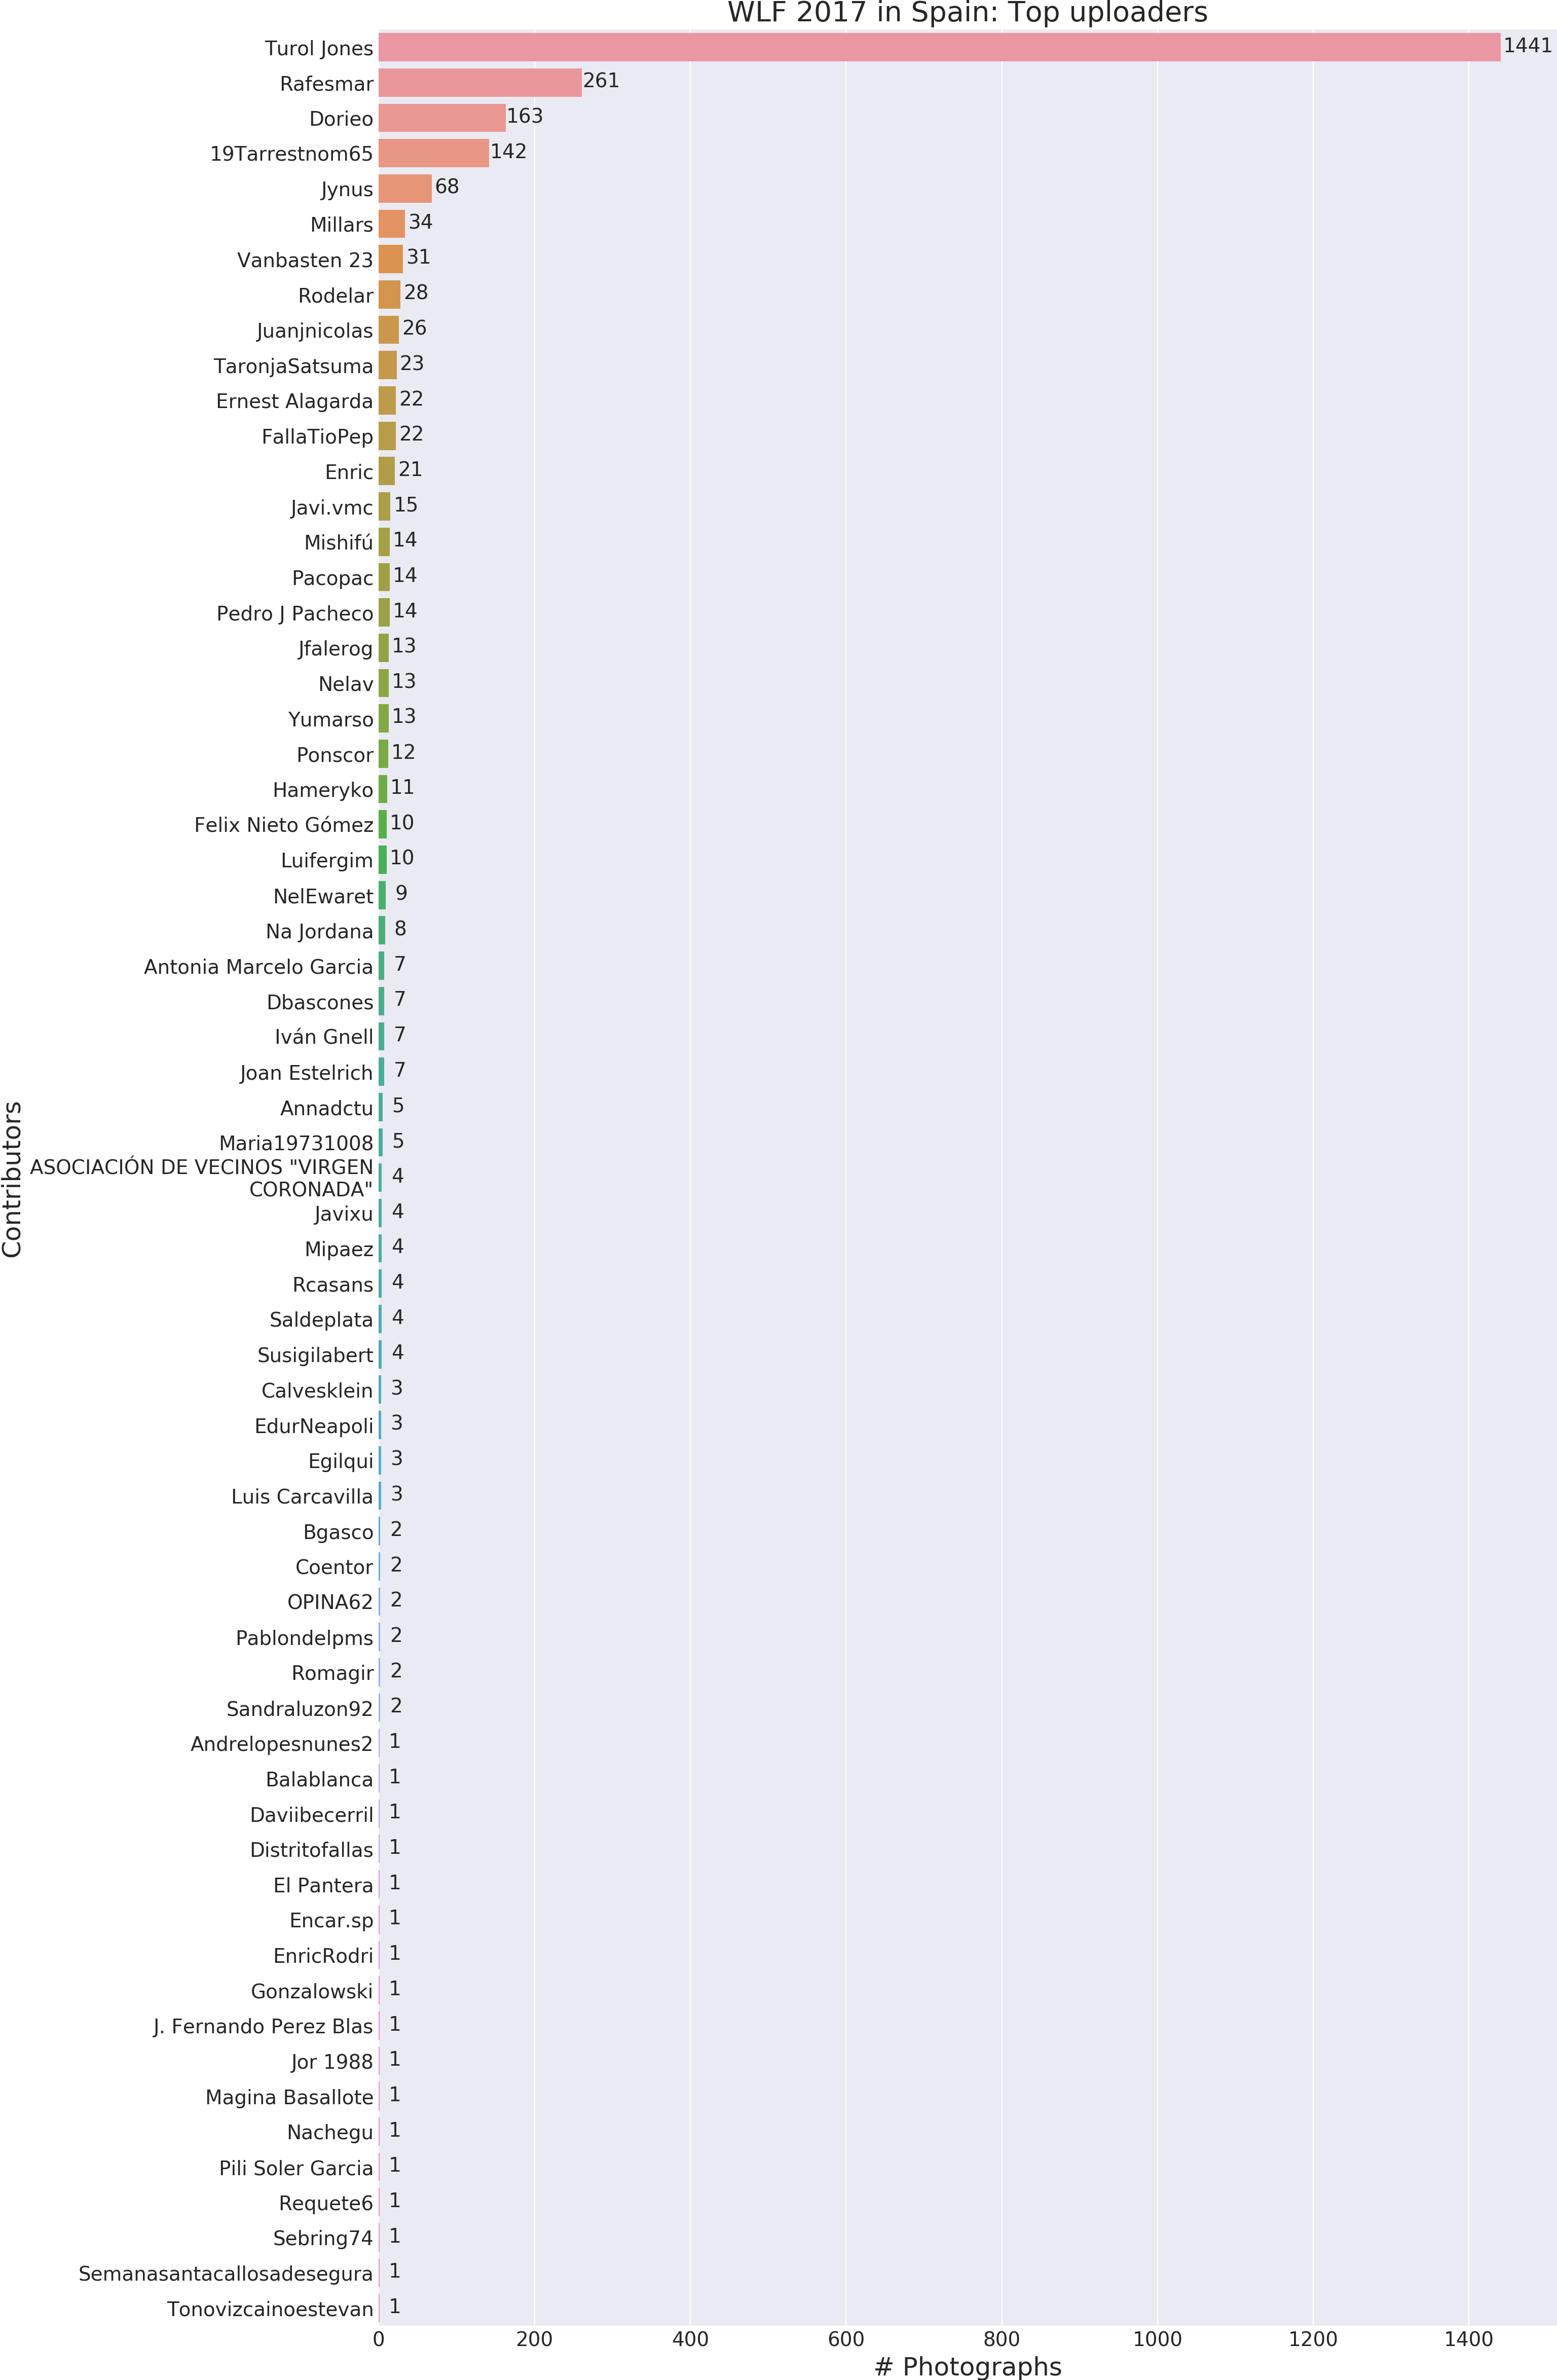 WLF 2017 in Spain: Top uploaders
Turol Jones 1441
Rafesmar 261
Dorieo 163
19Tarrestnom65 142
Jynus 68
Millars 34
Vanbasten 23 31
Rodelar 28
Juanjnicolas 26
TaronjaSatsuma 23
Ernest Alagarda 22
FallaTioPep 22
Enric 21
Javi.vmc 15
Mishifú 14
Pacopac 14
Pedro J Pacheco 14
Jfalerog 13
Nelav 13
Yumarso 13
Ponscor 12
Hameryko 11
Felix Nieto Gómez 10
Luifergim 10
NelEwaret 9
Na Jordana 8
Antonia Marcelo Garcia 7
Dbascones 7
Iván Gnell 7
Joan Estelrich 7
Annadctu 5
Maria19731008 5
ASOCIACIÓN DE VECINOS "VIRGEN
CORONADA" 4
Javixu 4
Mipaez 4
Rcasans 4
Saldeplata 4
Susigilabert 4
Calvesklein 3
EdurNeapoli 3
Egilqui 3
Luis Carcavilla 3
Bgasco 2
Coentor 2
OPINA62 2
Pablondelpms 2
Romagir 2
Sandraluzon92 2
Andrelopesnunes2 1
Balablanca 1
Daviibecerril 1
Distritofallas 1
El Pantera 1
Encar.sp 1
EnricRodri 1
Gonzalowski 1
J. Fernando Perez Blas 1
Jor 1988 1
Magina Basallote 1
Nachegu 1
Pili Soler Garcia 1
Requete6 1
Sebring74 1
Semanasantacallosadesegura 1
Tonovizcainoestevan 1
0 200 400 600 800 1000 1200 1400
# Photographs
Contributors